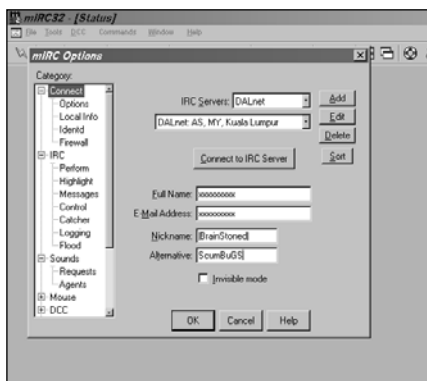 mIRC32 - [Status]
File Tools DCC Commands Window Help
mIRC Options
Category:
Connect
Options
Local Info
Identd
Firewall
IRC
Perform
Highlight
Messages
Control
Catcher
Logging
Flood
Sounds
Requests
Agents
Mouse
DCC
IRC Servers: DALnet
DALnet: AS, MY, Kuala Lumpur
Add
Edit
Delete
Sort
Connect to IRC Server
Full Name: xxxxxxxxx
E-Mail Address: xxxxxxxxx
Nickname: |BrainStoned|
Alternative: ScumBuGS|
Invisible mode
OK Cancel Help